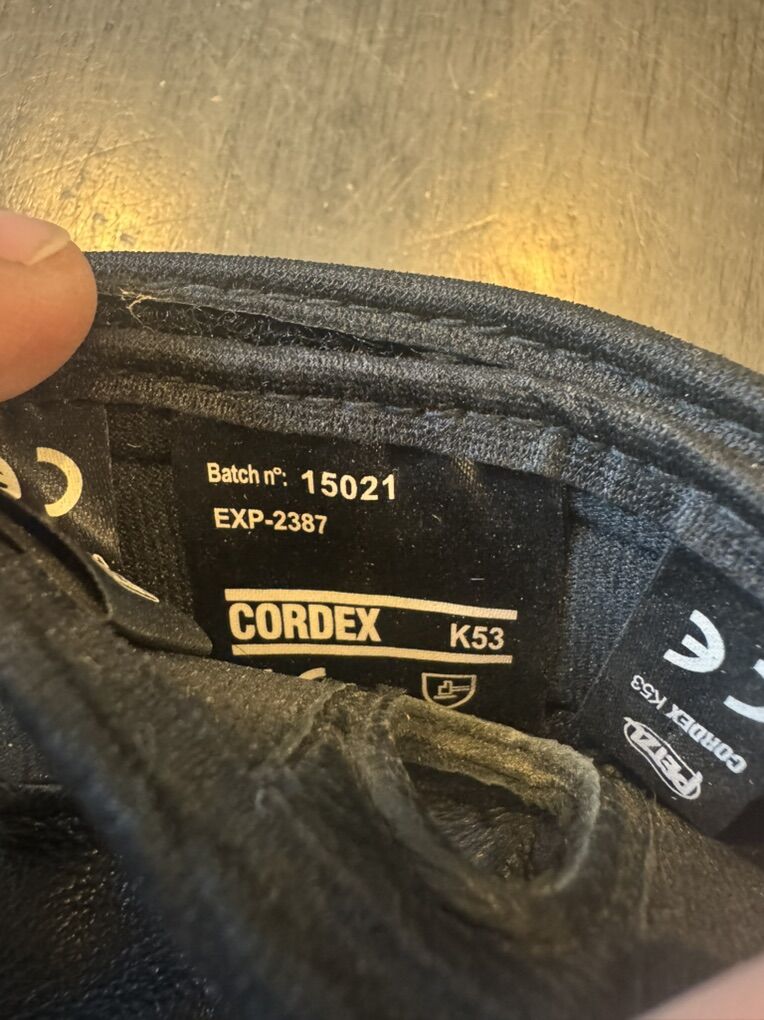 Batch nº: 15021
EXP-2387
CORDEX K53
CE
CORDEX K53
PETZL